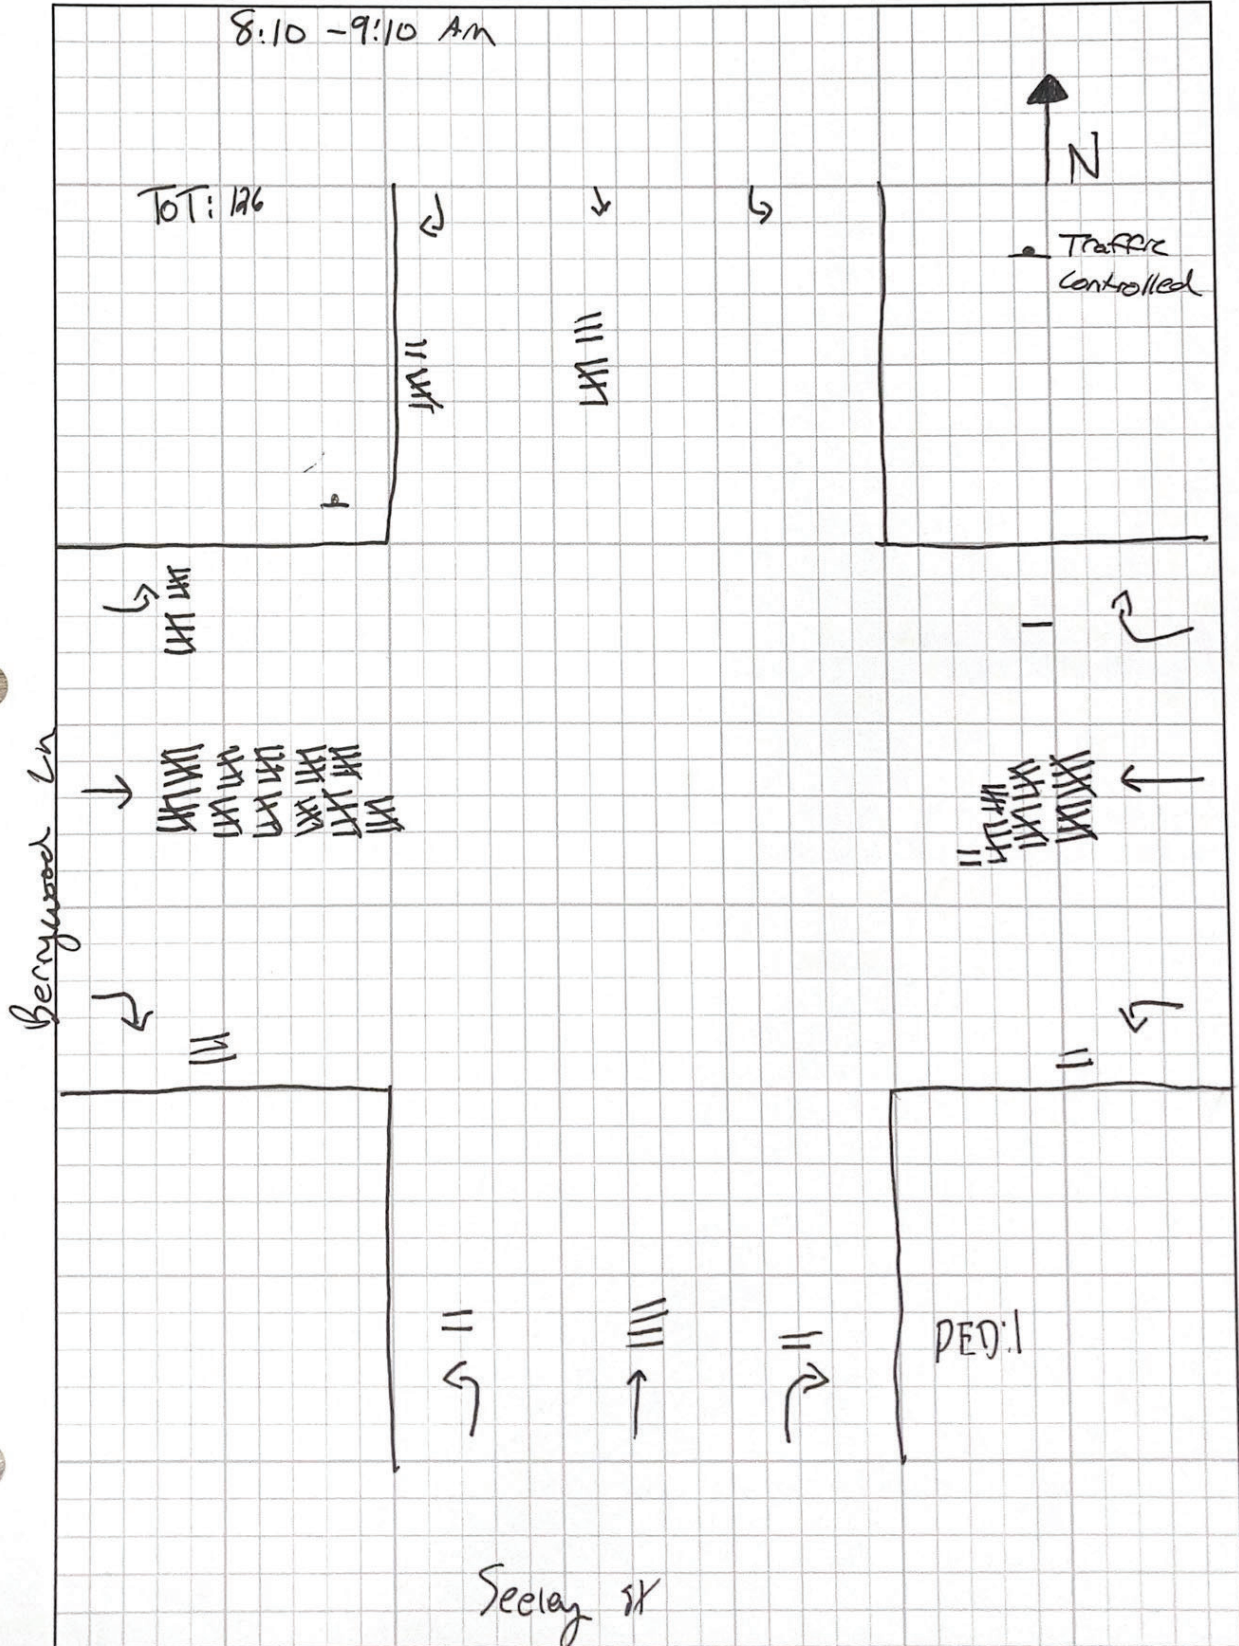 8:10 - 9:10 AM
N
TOT: 126
Traffic
Controlled
Berrywood Ln
PED: 1
Seeley St